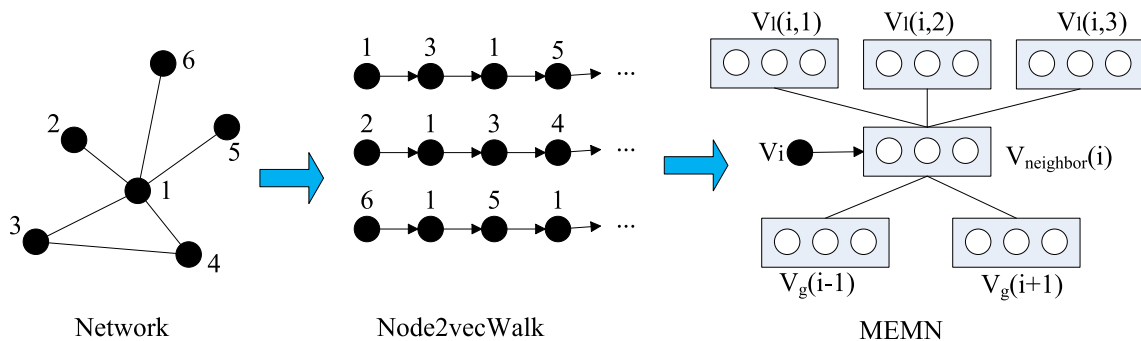 6
2
5
1
3
4
Network
1 3 1 5
...
2 1 3 4
...
6 1 5 1
...
Node2vecWalk
Vl(i,1) Vl(i,2) Vl(i,3)
Vi
Vneighbor(i)
Vg(i-1) Vg(i+1)
MEMN